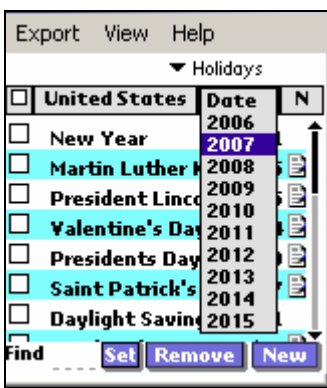 Export View Help
Holidays
United States Date N
2006
New Year 2007
Martin Luther 2008
President 2009
2010
Valentine's Day 2011
Presidents Day 2012
2013
Saint Patrick's 2014
Daylight Saving 2015
Find Set Remove New